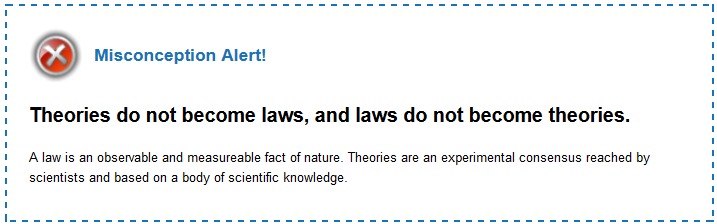 Misconception Alert!
Theories do not become laws, and laws do not become theories.
A law is an observable and measureable fact of nature. Theories are an experimental consensus reached by
scientists and based on a body of scientific knowledge.